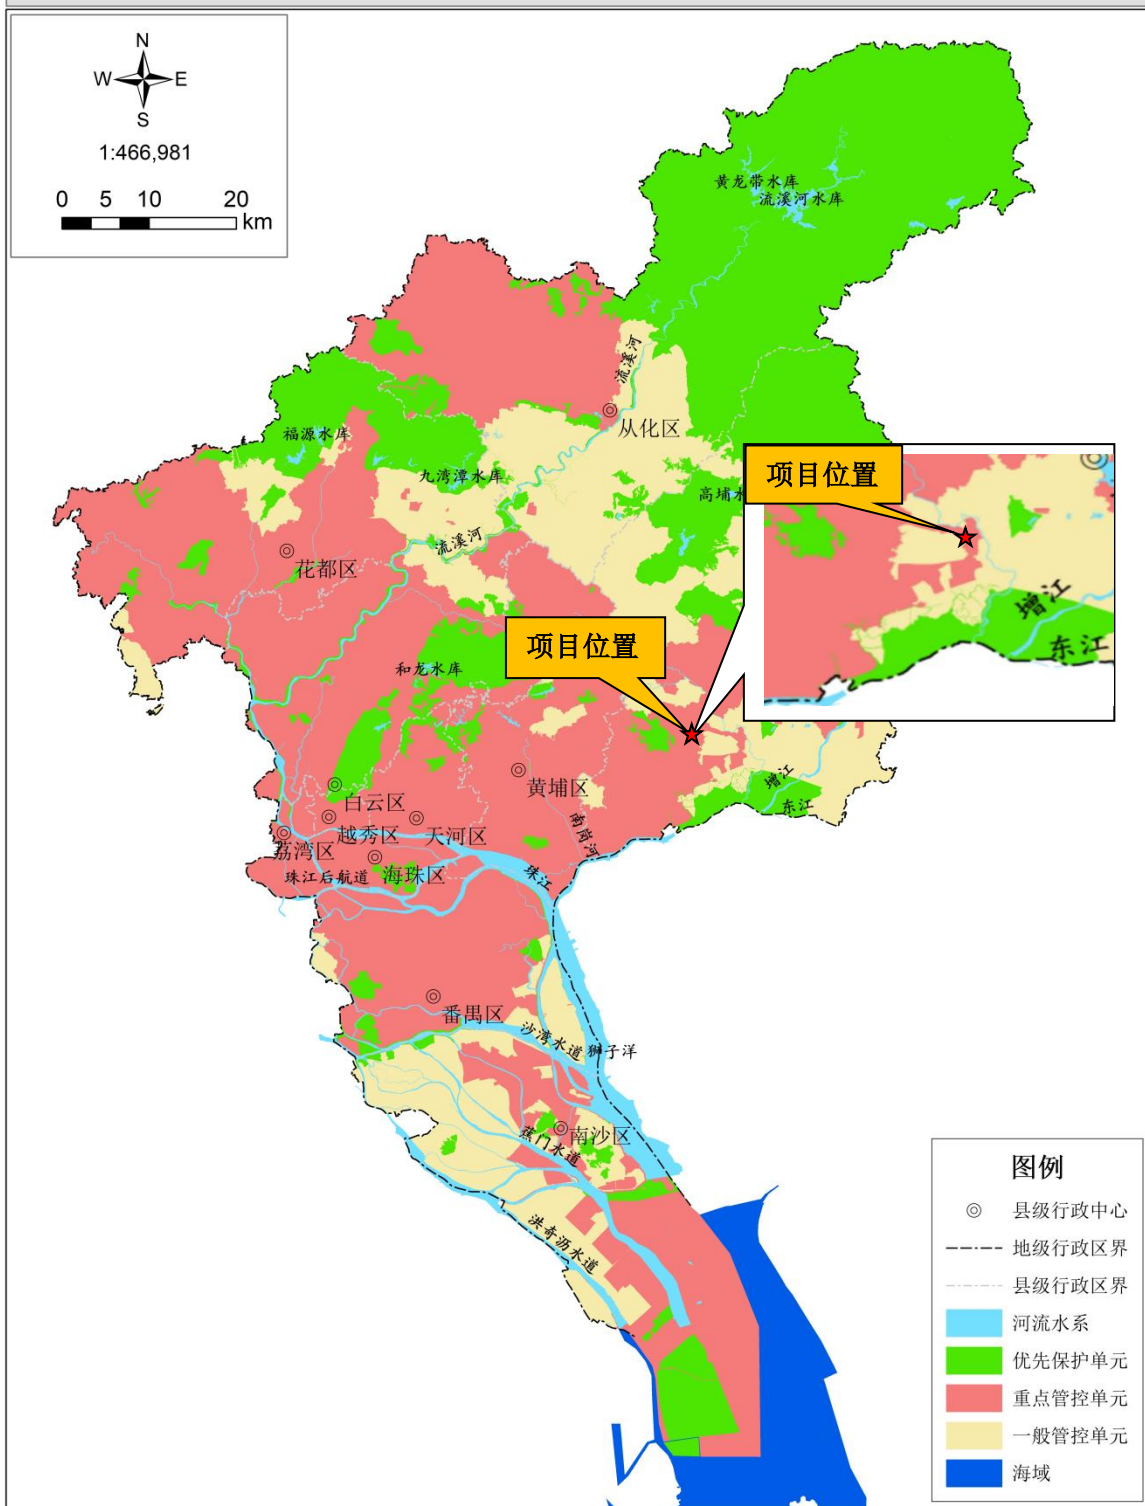 N
W E
S
1:466,981
0 5 10 20
km
黄龙带水库
流溪河水库
流溪河
从化区
福源水库
九湾潭水库
高埔水
流溪河
花都区
项目位置
增江
东江
项目位置
和龙水库
黄埔区
增江
东江
白云区
越秀区
天河区
南岗河
荔湾区
海珠区
珠江后航道
珠江
番禺区
沙湾水道
狮子洋
南沙区
蕉门水道
洪奇沥水道
图例
县级行政中心
地级行政区界
县级行政区界
河流水系
优先保护单元
重点管控单元
一般管控单元
海域